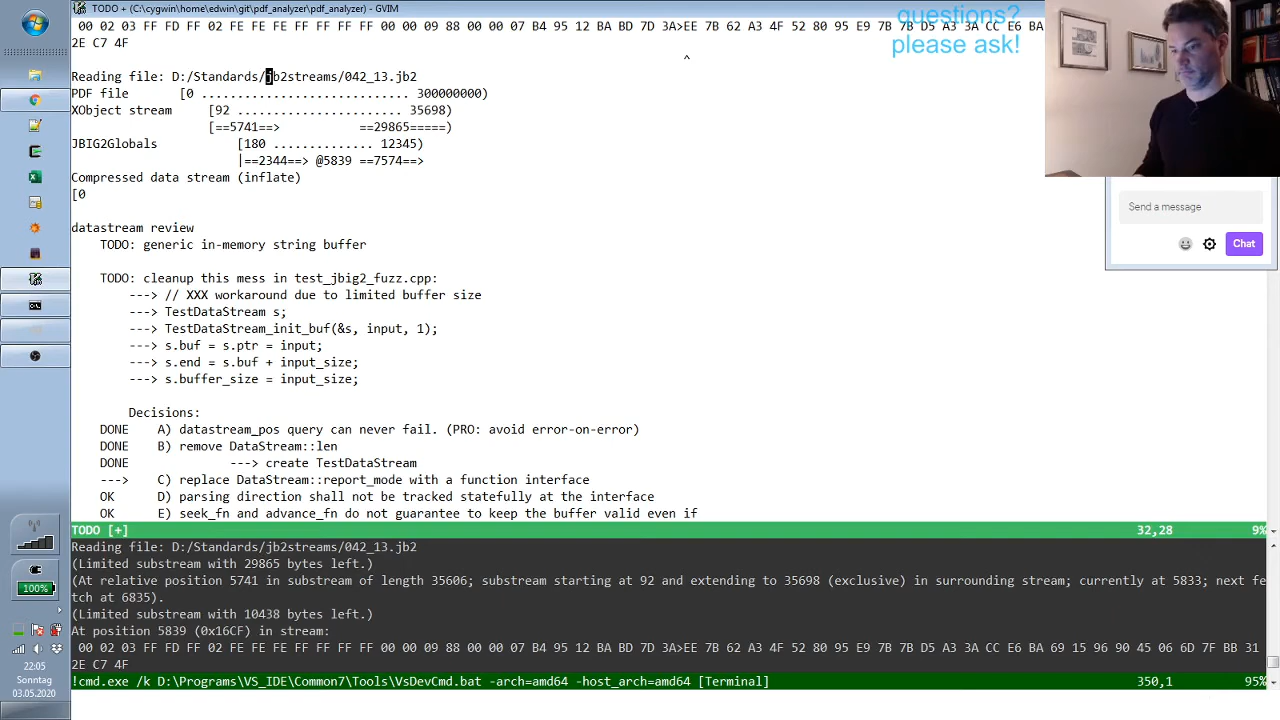 TODO + (C:\cygwin\home\edwin\git\pdf_analyzer\pdf_analyzer) - GVIM
questions?
please ask!
00 02 03 FF FD FF 02 FF FE FE FE FF FF FF FF 00 00 09 8F 00 00 07 B4 95 12 BA BD 7D 3A>EE 7B 62 A3 4F 52 80 95 E9 7B 7B D5 A3 3A CC E6 BA
2E C7 4F
^
Reading file: D:/Standards/jb2streams/042_13.jb2
PDF file [0 ............................. 300000000)
XObject stream [92 ....................... 35698)
[==5741==> ==29865=====)
JBIG2Globals [180 .............. 12345)
|==2344==> @5839 ==7574==>
Compressed data stream (inflate)
[0
datastream review
TODO: generic in-memory string buffer
TODO: cleanup this mess in test_jbig2_fuzz.cpp:
---> // XXX workaround due to limited buffer size
---> TestDataStream s;
---> TestDataStream_init_buf(&s, input, 1);
---> s.buf = s.ptr = input;
---> s.end = s.buf + input_size;
---> s.buffer_size = input_size;
Decisions:
DONE A) datastream_pos query can never fail. (PRO: avoid error-on-error)
DONE B) remove DataStream::len
DONE ---> create TestDataStream
---> C) replace DataStream::report_mode with a function interface
OK D) parsing direction shall not be tracked statefully at the interface
OK E) seek_fn and advance_fn do not guarantee to keep the buffer valid even if
TODO [+] 32,28 9%
Reading file: D:/Standards/jb2streams/042_13.jb2
(Limited substream with 29865 bytes left.)
(At relative position 5741 in substream of length 35606; substream starting at 92 and extending to 35698 (exclusive) in surrounding stream; currently at 5833; next fe
tch at 6835).
(Limited substream with 10438 bytes left.)
At position 5839 (0x16CF) in stream:
00 02 03 FF FD FF 02 FF FE FE FE FF FF FF FF 00 00 09 8F 00 00 07 B4 95 12 BA BD 7D 3A>EE 7B 62 A3 4F 52 80 95 E9 7B 7B D5 A3 3A CC E6 BA 69 15 96 90 45 06 6D 7F BB 31
2E C7 4F
!cmd.exe /k D:\Programs\VS_IDE\Common7\Tools\VsDevCmd.bat -arch=amd64 -host_arch=amd64 [Terminal] 350,1 95%
Send a message
Chat
100%
22:05
Sonntag
03.05.2020